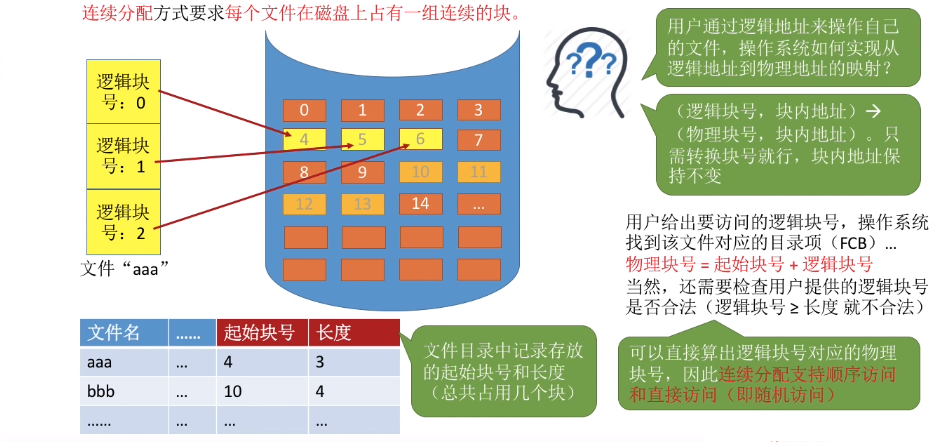 连续分配方式要求每个文件在磁盘上占有一组连续的块。
逻辑块
号：0
逻辑块
号：1
逻辑块
号：2
文件“aaa”
0 1 2 3
4 5 6 7
8 9 10 11
12 13 14 ...
???
用户通过逻辑地址来操作自己
的文件，操作系统如何实现从
逻辑地址到物理地址的映射？
（逻辑块号，块内地址）→
（物理块号，块内地址）。只
需转换块号就行，块内地址保
持不变
用户给出要访问的逻辑块号，操作系统
找到该文件对应的目录项（FCB）...
物理块号 = 起始块号 + 逻辑块号
当然，还需要检查用户提供的逻辑块号
是否合法（逻辑块号 ≥ 长度 就不合法）
可以直接算出逻辑块号对应的物理
块号，因此连续分配支持顺序访问
和直接访问（即随机访问）
文件名 …… 起始块号 长度
aaa ... 4 3
bbb ... 10 4
…… ... ... ...
文件目录中记录存放
的起始块号和长度
（总共占用几个块）